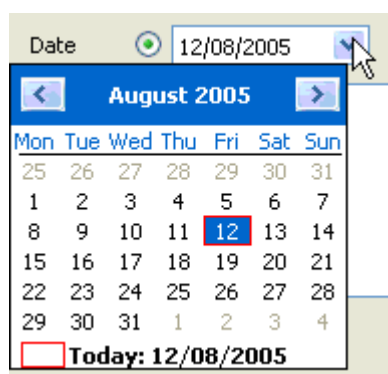 Date 12/08/2005
August 2005
Mon Tue Wed Thu Fri Sat Sun
25 26 27 28 29 30 31
1 2 3 4 5 6 7
8 9 10 11 12 13 14
15 16 17 18 19 20 21
22 23 24 25 26 27 28
29 30 31 1 2 3 4
Today: 12/08/2005